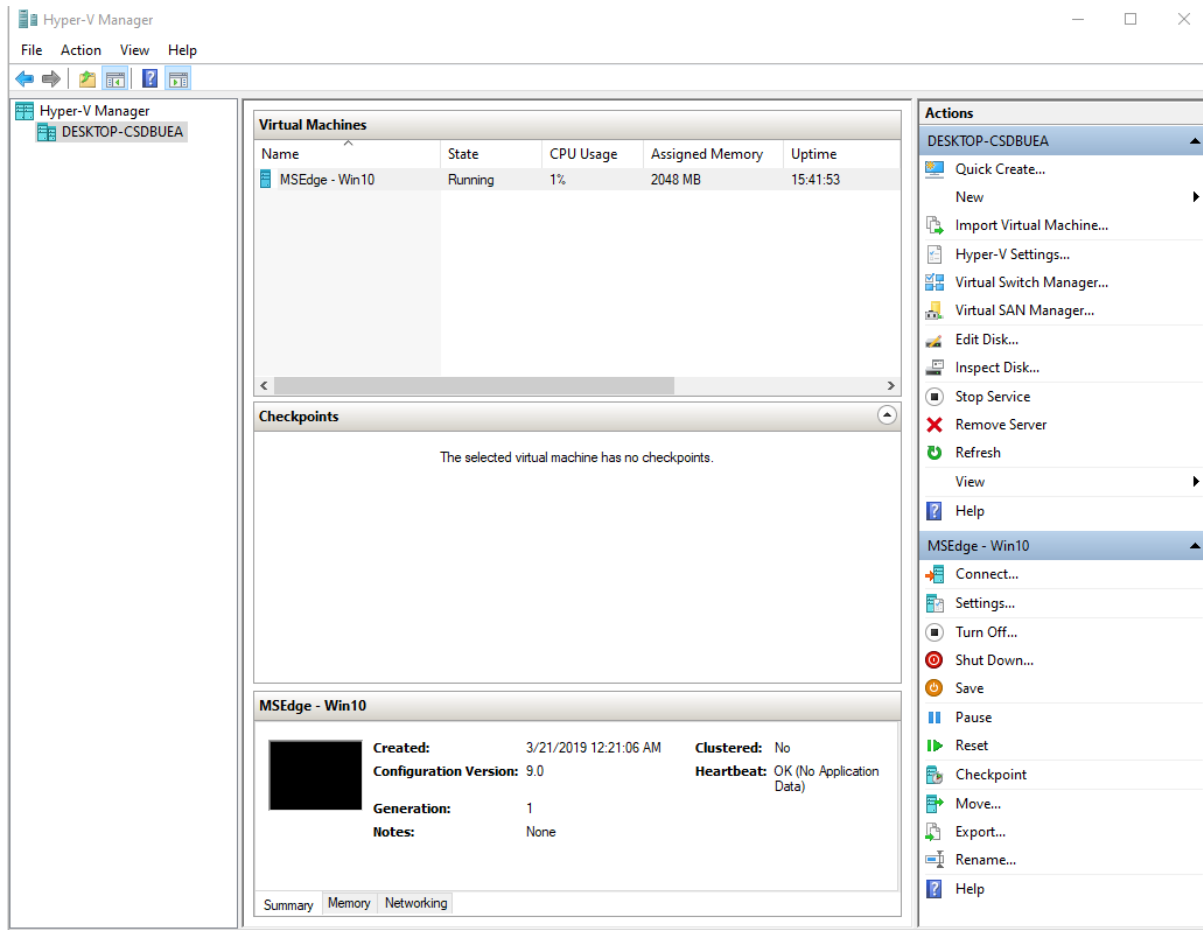 Hyper-V Manager
File Action View Help
Hyper-V Manager
DESKTOP-CSDBUEA
Virtual Machines
Name State CPU Usage Assigned Memory Uptime
MSEdge - Win10 Running 1% 2048 MB 15:41:53
Checkpoints
The selected virtual machine has no checkpoints.
MSEdge - Win10
Created: 3/21/2019 12:21:06 AM Clustered: No
Configuration Version: 9.0 Heartbeat: OK (No Application
Data)
Generation: 1
Notes: None
Summary Memory Networking
Actions
DESKTOP-CSDBUEA
Quick Create...
New
Import Virtual Machine...
Hyper-V Settings...
Virtual Switch Manager...
Virtual SAN Manager...
Edit Disk...
Inspect Disk...
Stop Service
Remove Server
Refresh
View
Help
MSEdge - Win10
Connect...
Settings...
Turn Off...
Shut Down...
Save
Pause
Reset
Checkpoint
Move...
Export...
Rename...
Help